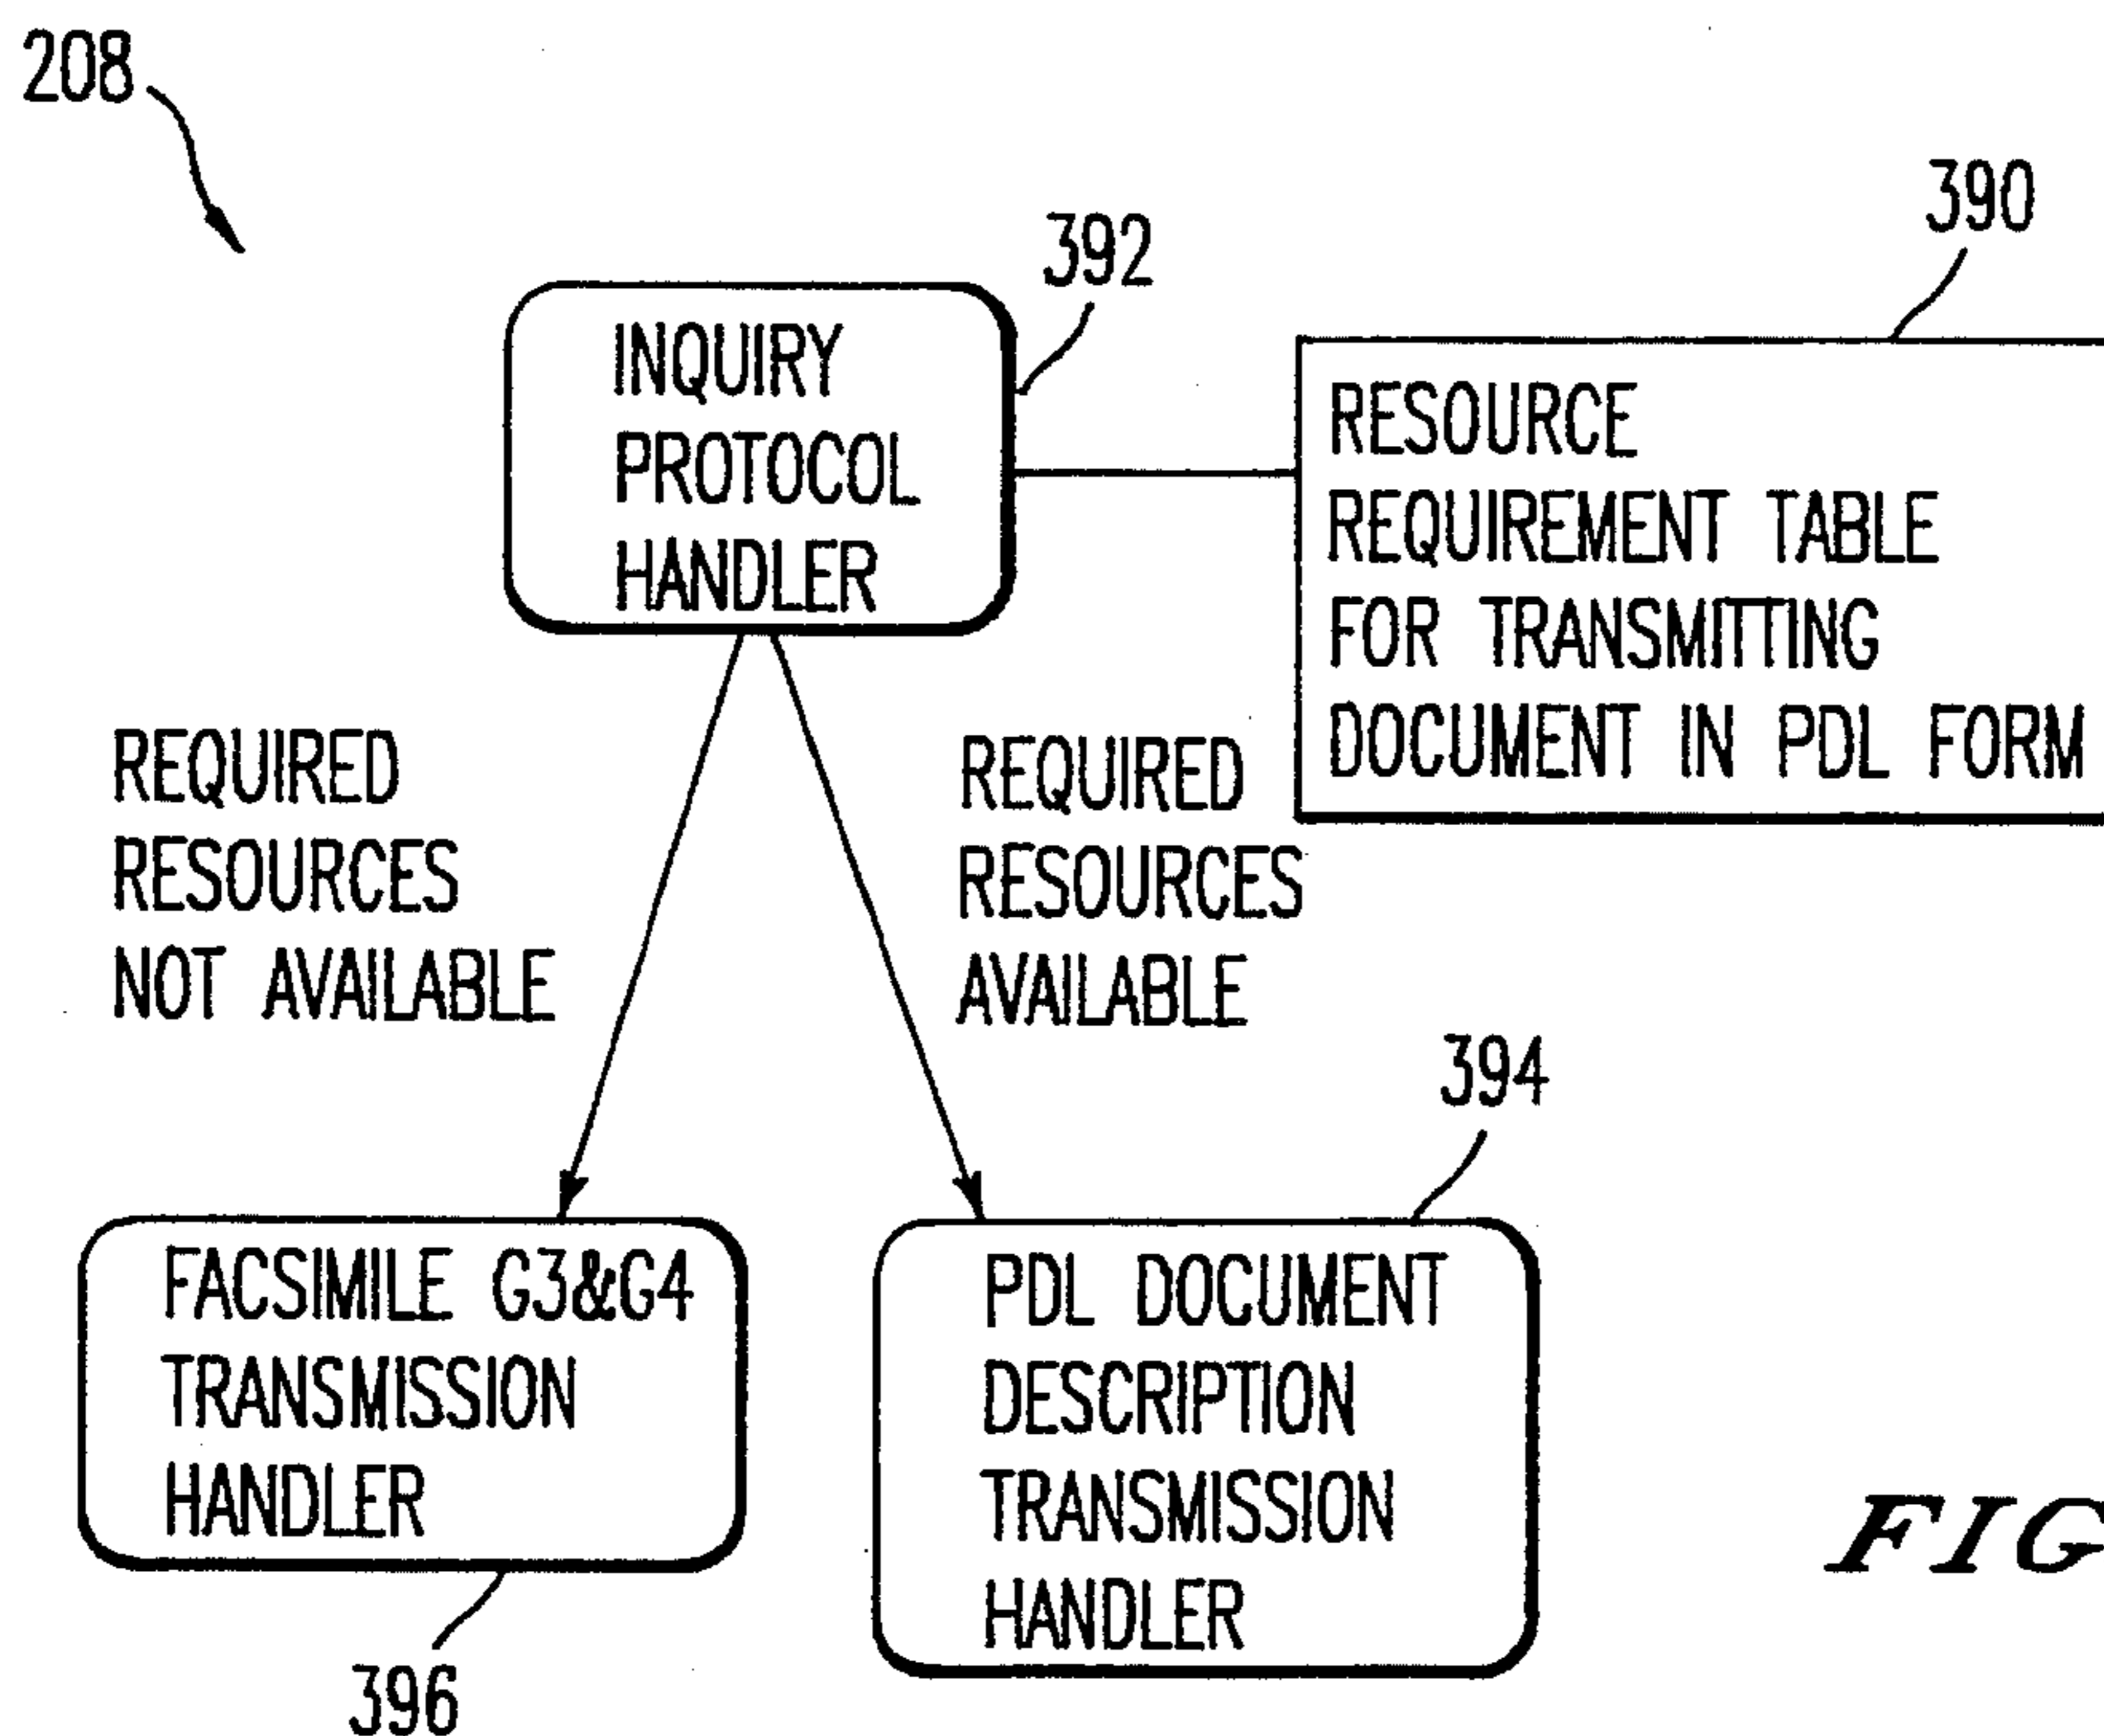 208
390
392
INQUIRY
PROTOCOL
HANDLER
RESOURCE
REQUIREMENT TABLE
FOR TRANSMITTING
DOCUMENT IN PDL FORM
REQUIRED
RESOURCES
NOT AVAILABLE
REQUIRED
RESOURCES
AVAILABLE
394
FACSIMILE G3&G4
TRANSMISSION
HANDLER
PDL DOCUMENT
DESCRIPTION
TRANSMISSION
HANDLER
396
FIG